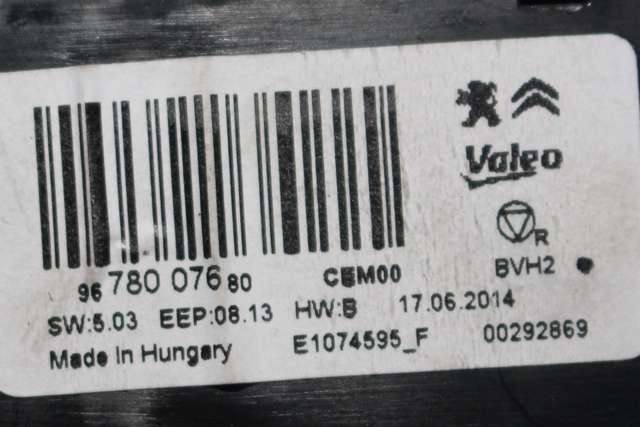 Valeo
R
BVH2
96 780 076 80 CBM00
SW:5.03 EEP:08.13 HW:B 17.06.2014
Made In Hungary E1074595_F 00292869